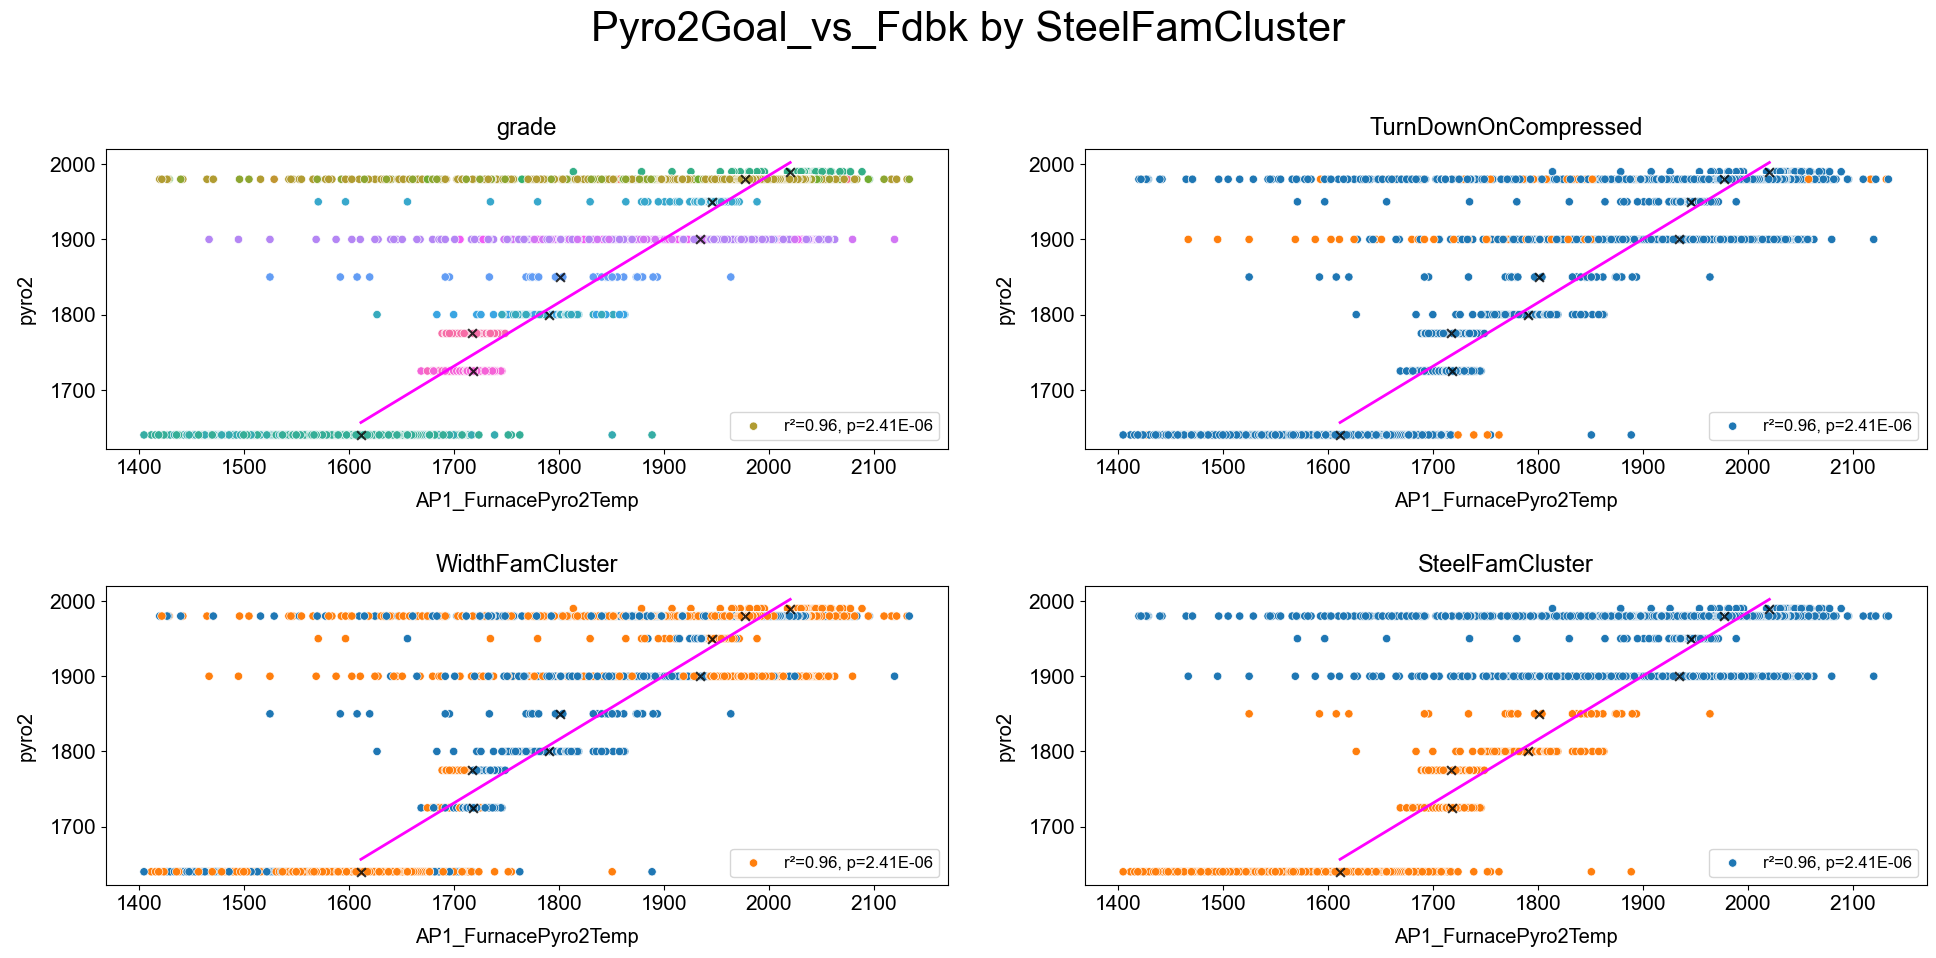 Pyro2Goal_vs_Fdbk by SteelFamCluster
grade
2000
1900
1800
1700
pyro2
r²=0.96, p=2.41E-06
1400 1500 1600 1700 1800 1900 2000 2100
AP1_FurnacePyro2Temp
TurnDownOnCompressed
2000
1900
1800
1700
pyro2
r²=0.96, p=2.41E-06
1400 1500 1600 1700 1800 1900 2000 2100
AP1_FurnacePyro2Temp
WidthFamCluster
2000
1900
1800
1700
pyro2
r²=0.96, p=2.41E-06
1400 1500 1600 1700 1800 1900 2000 2100
AP1_FurnacePyro2Temp
SteelFamCluster
2000
1900
1800
1700
pyro2
r²=0.96, p=2.41E-06
1400 1500 1600 1700 1800 1900 2000 2100
AP1_FurnacePyro2Temp